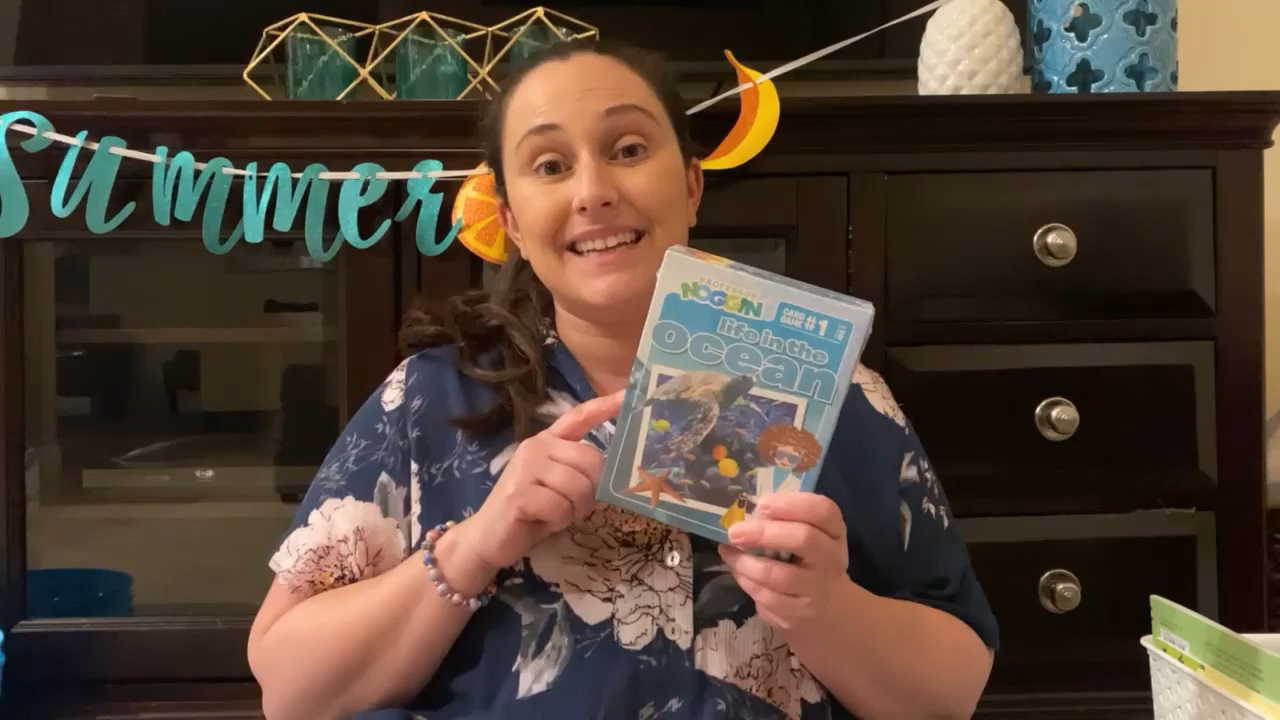 Summer
PROFESSOR
NOGGIN
CARD
GAME #1
life in the
ocean